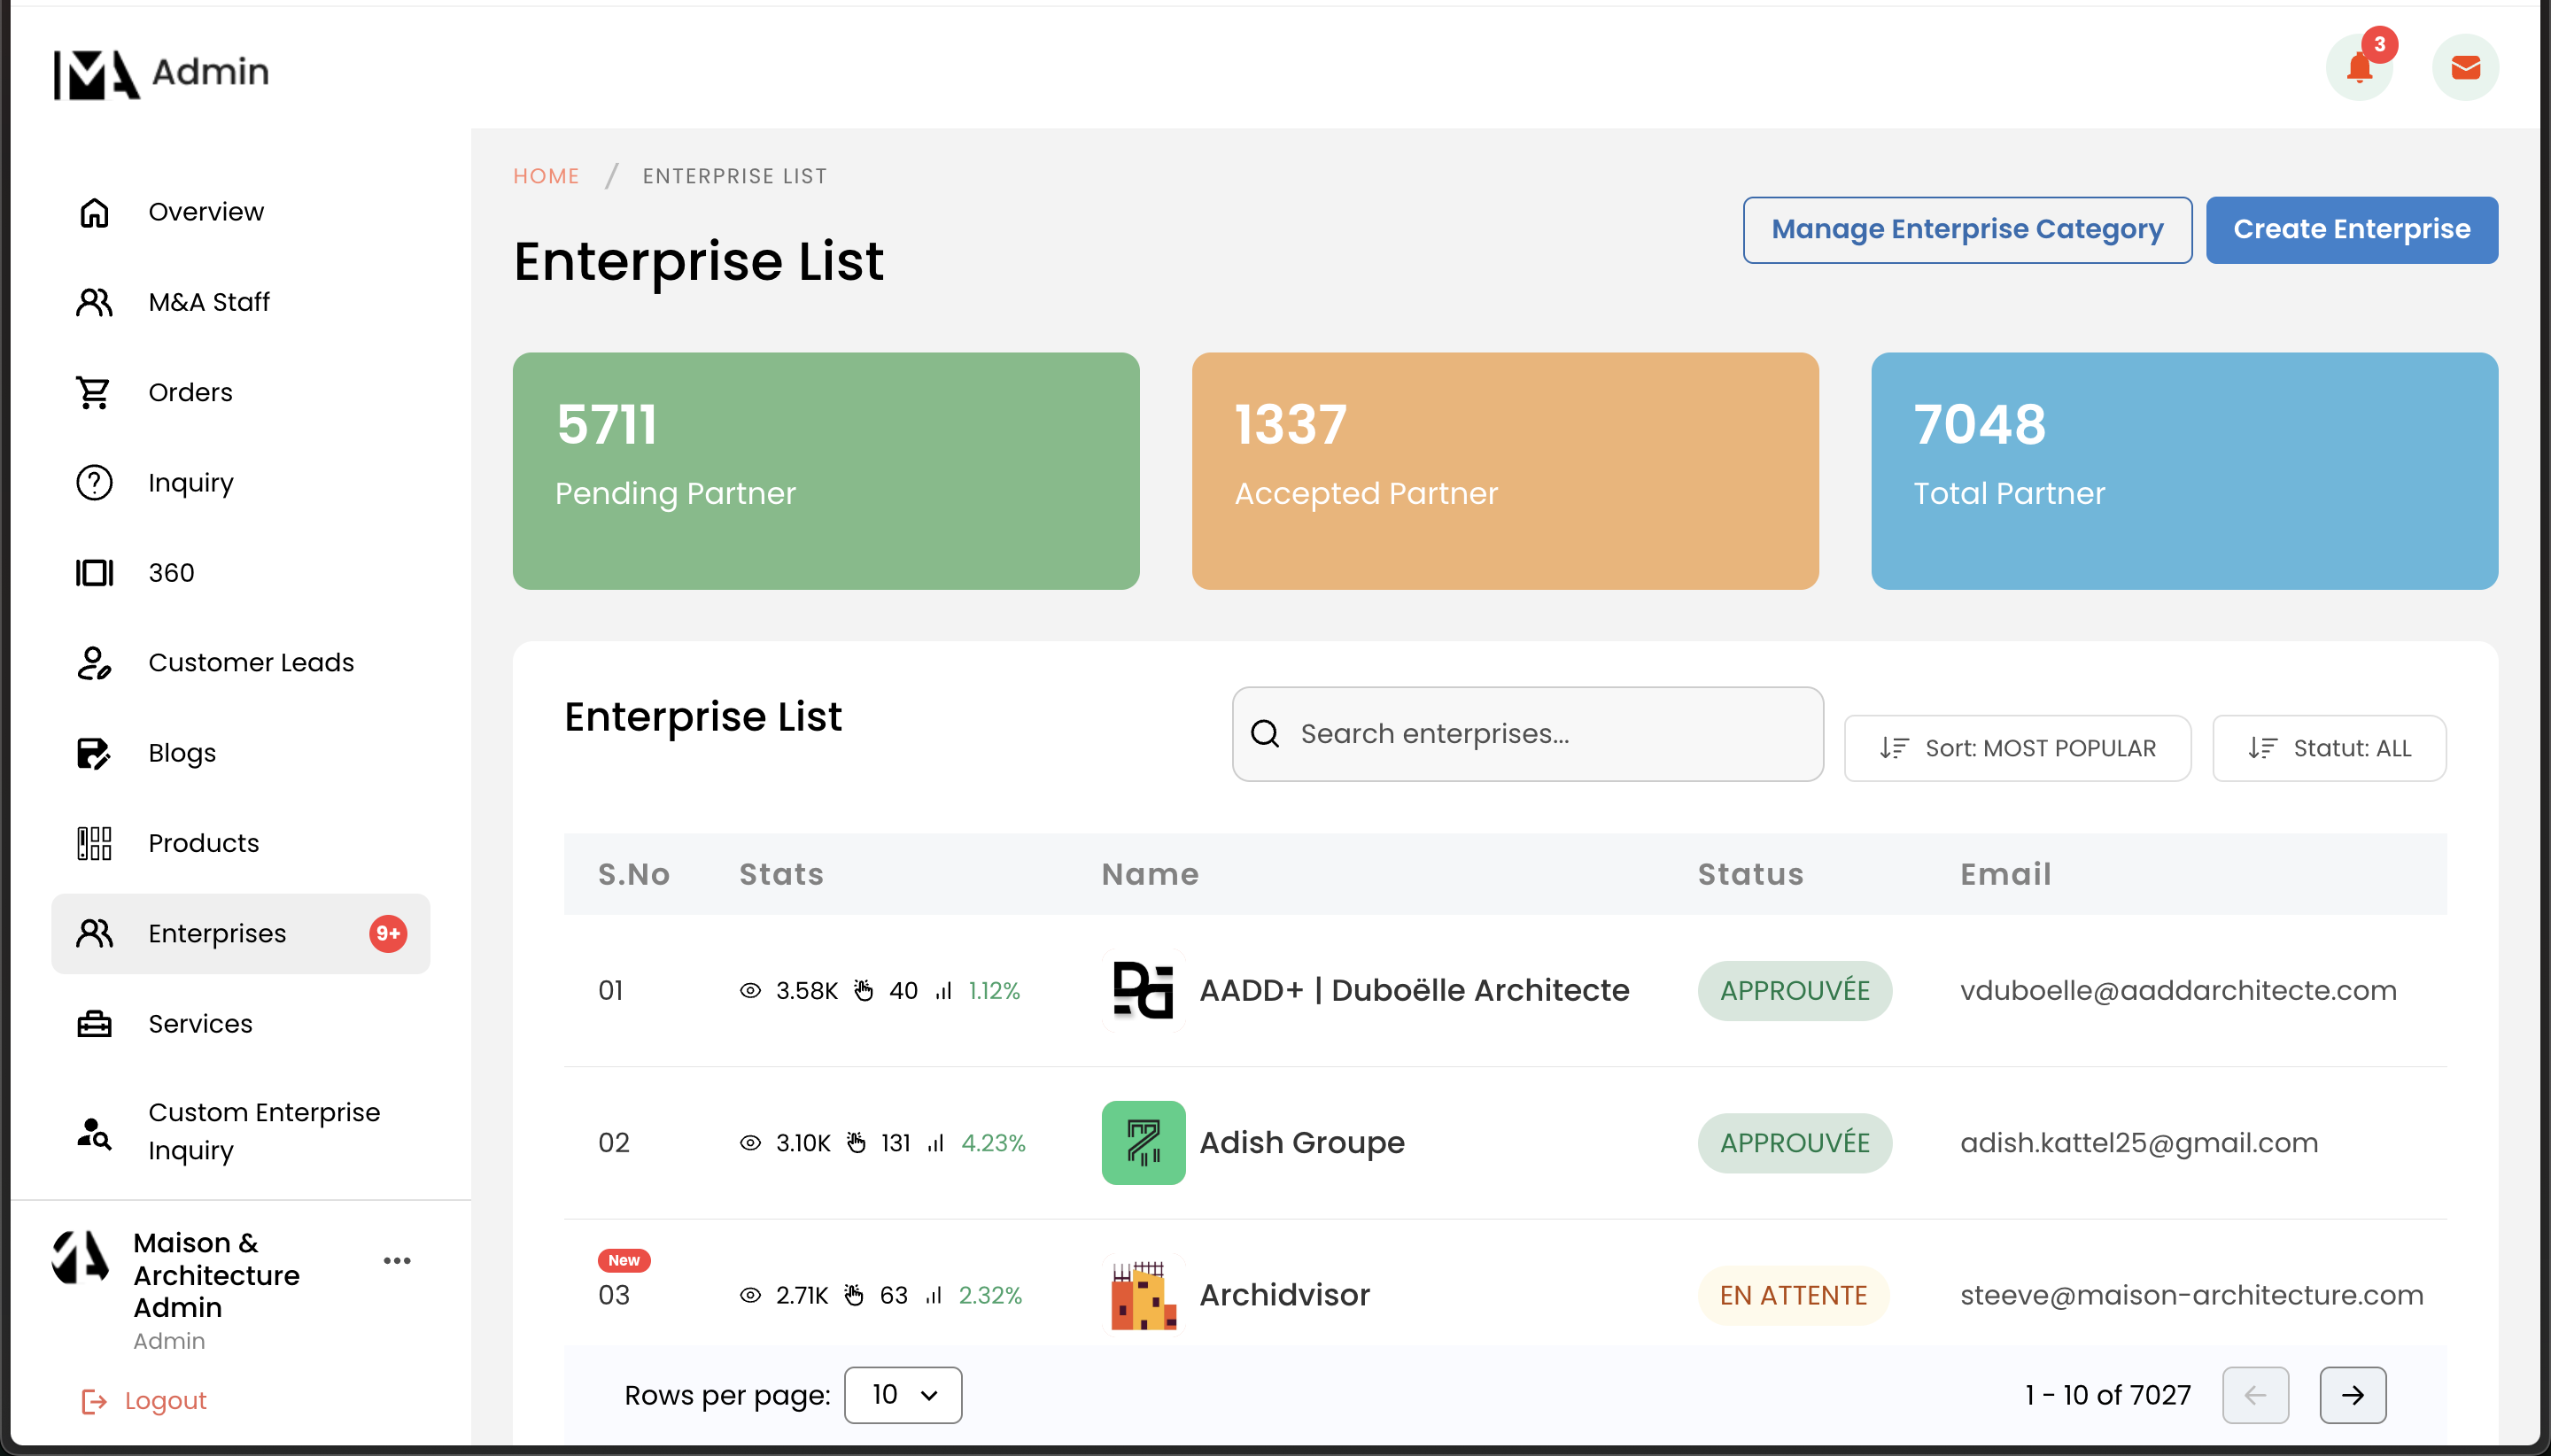 MA Admin
3
Overview
M&A Staff
Orders
Inquiry
360
Customer Leads
Blogs
Products
Enterprises 9+
Services
Custom Enterprise
Inquiry
Maison &
Architecture
Admin
Admin
Logout
HOME / ENTERPRISE LIST
Enterprise List
Manage Enterprise Category
Create Enterprise
5711
Pending Partner
1337
Accepted Partner
7048
Total Partner
Enterprise List
Search enterprises...
Sort: MOST POPULAR
Statut: ALL
S.No Stats Name Status Email
01 3.58K 40 1.12% AADD+ | Duboëlle Architecte APPROUVÉE vduboelle@aaddarchitecte.com
02 3.10K 131 4.23% Adish Groupe APPROUVÉE adish.kattel25@gmail.com
New
03 2.71K 63 2.32% Archidvisor EN ATTENTE steeve@maison-architecture.com
Rows per page: 10
1 - 10 of 7027